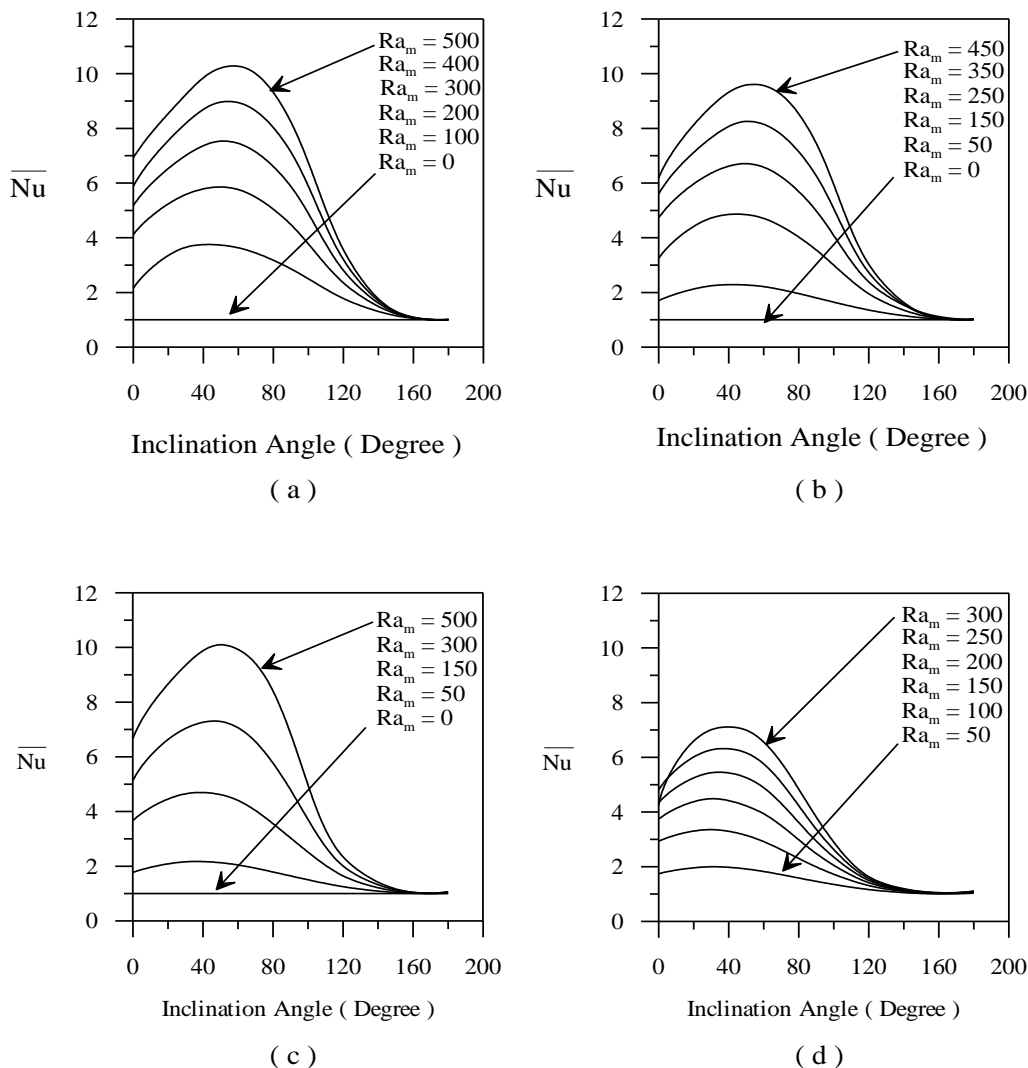 12
10
8
6
4
2
0
Nu
Ra_m = 500
Ra_m = 400
Ra_m = 300
Ra_m = 200
Ra_m = 100
Ra_m = 0
0 40 80 120 160 200
Inclination Angle ( Degree )
( a )
12
10
8
6
4
2
0
Nu
Ra_m = 450
Ra_m = 350
Ra_m = 250
Ra_m = 150
Ra_m = 50
Ra_m = 0
0 40 80 120 160 200
Inclination Angle ( Degree )
( b )
12
10
8
6
4
2
0
Nu
Ra_m = 500
Ra_m = 300
Ra_m = 150
Ra_m = 50
Ra_m = 0
0 40 80 120 160 200
Inclination Angle ( Degree )
( c )
12
10
8
6
4
2
0
Nu
Ra_m = 300
Ra_m = 250
Ra_m = 200
Ra_m = 150
Ra_m = 100
Ra_m = 50
0 40 80 120 160 200
Inclination Angle ( Degree )
( d )